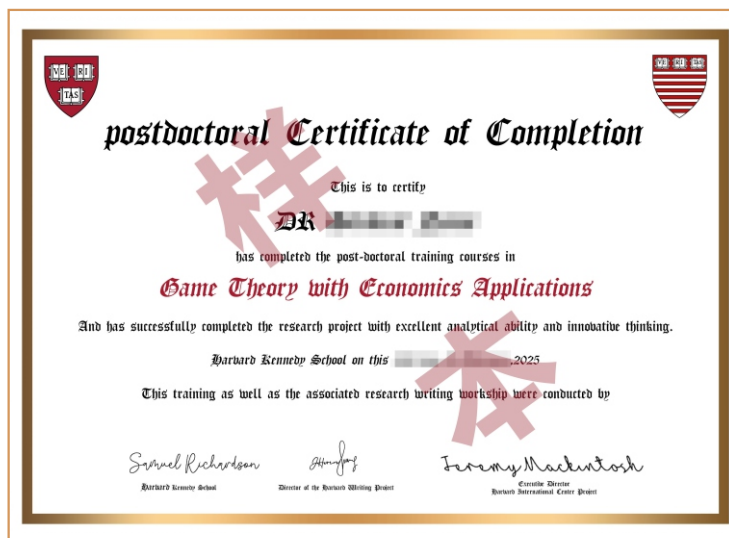 VE RI
TAS
postdoctoral Certificate of Completion
This is to certify
DR
has completed the post-doctoral training courses in
Game Theory with Economics Applications
And has successfully completed the research project with excellent analytical ability and innovative thinking.
Harvard Kennedy School on this ,2025
This training as well as the associated research writing workship were conducted by
Samuel Richardson
Jeremy Mackintosh
Harvard Kennedy School
Director of the Harvard Writing Project
Executive Director
Harvard International Center Project
样本